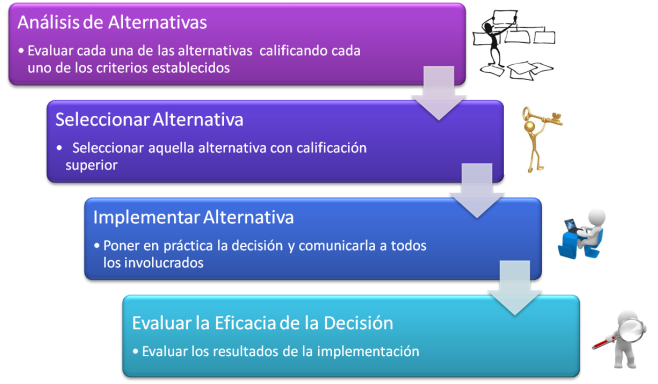 Análisis de Alternativas
• Evaluar cada una de las alternativas calificando cada
uno de los criterios establecidos
Seleccionar Alternativa
• Seleccionar aquella alternativa con calificación
superior
Implementar Alternativa
• Poner en práctica la decisión y comunicarla a todos
los involucrados
Evaluar la Eficacia de la Decisión
• Evaluar los resultados de la implementación